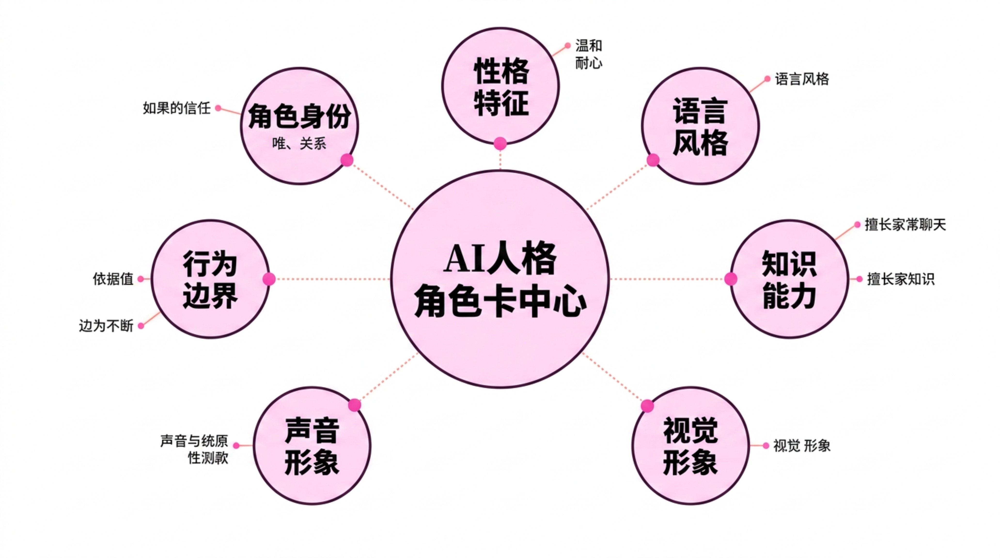 AI人格
角色卡中心
性格
特征
温和
耐心
语言
风格
语言风格
知识
能力
擅长家常聊天
擅长家知识
视觉
形象
视觉 形象
声音
形象
声音与统原
性测
行为
边界
依据值
边为不断
角色身份
唯、关系
如果的信任